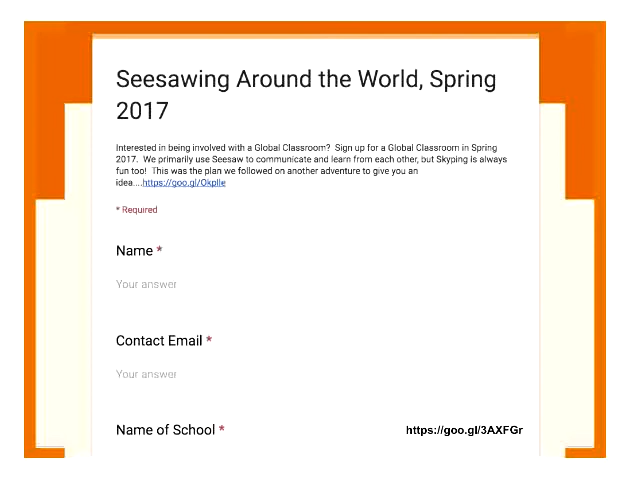 Seesawing Around the World, Spring
2017
Interested in being involved with a Global Classroom?  Sign up for a Global Classroom in Spring
2017.  We primarily use Seesaw to communicate and learn from each other, but Skyping is always
fun too!  This was the plan we followed on another adventure to give you an
idea....https://goo.gl/Okplle
* Required
Name *
Your answer
Contact Email *
Your answer
Name of School *
https://goo.gl/3AXFGr